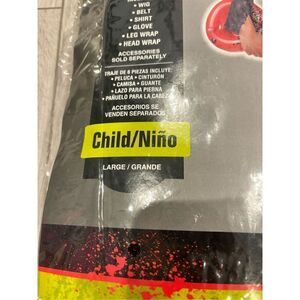 • WIG
• BELT
• SHIRT
• GLOVE
• LEG WRAP
• HEAD WRAP
ACCESSORIES
SOLD SEPARATELY
TRAJE DE 6 PIEZAS INCLUYE:
• PELUCA • CINTURÓN
• CAMISA • GUANTE
• LAZO PARA PIERNA
• PAÑUELO PARA LA CABEZA
ACCESORIOS SE
VENDEN SEPARADOS
Child/Niño
LARGE / GRANDE